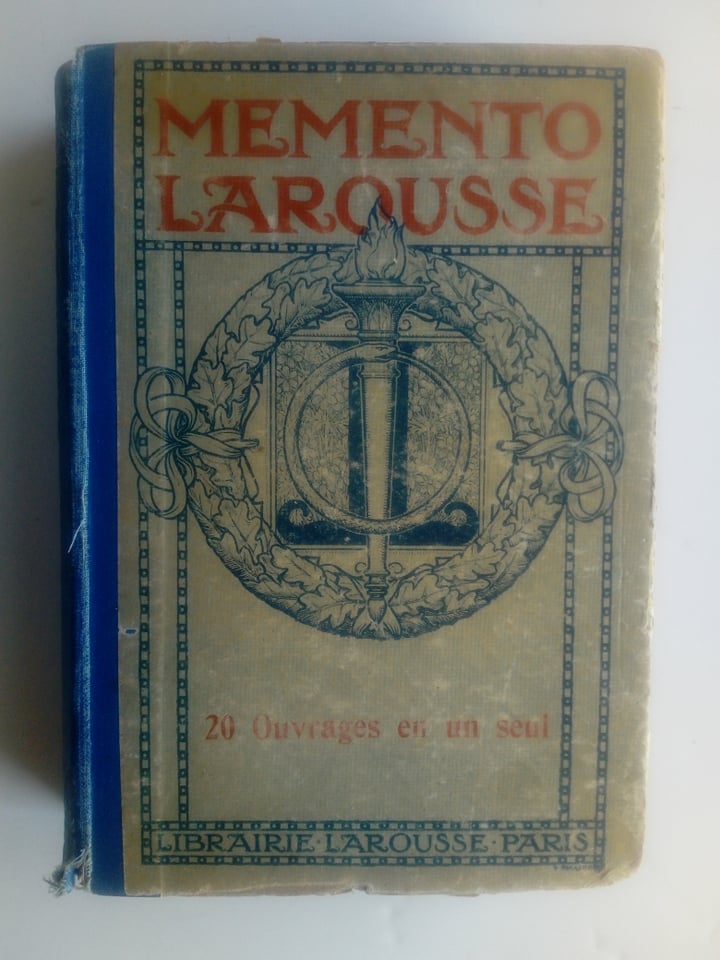 MEMENTO
LAROUSSE
20 Ouvrages en un seul
LIBRAIRIE·LAROUSSE·PARIS